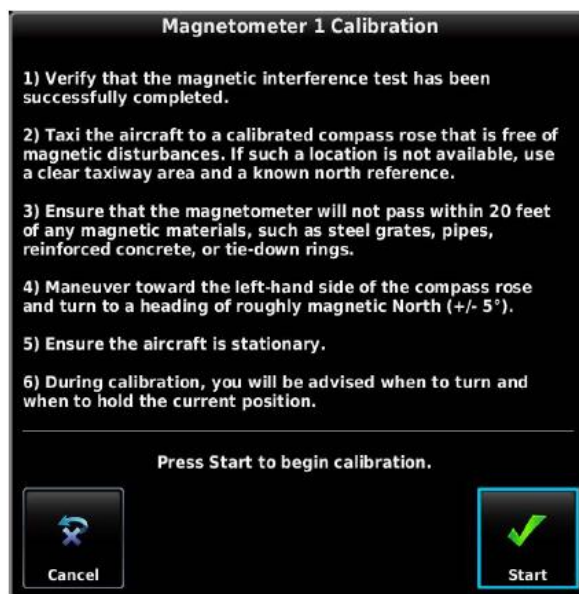 Magnetometer 1 Calibration
1) Verify that the magnetic interference test has been
successfully completed.
2) Taxi the aircraft to a calibrated compass rose that is free of
magnetic disturbances. If such a location is not available, use
a clear taxiway area and a known north reference.
3) Ensure that the magnetometer will not pass within 20 feet
of any magnetic materials, such as steel grates, pipes,
reinforced concrete, or tie-down rings.
4) Maneuver toward the left-hand side of the compass rose
and turn to a heading of roughly magnetic North (+/- 5°).
5) Ensure the aircraft is stationary.
6) During calibration, you will be advised when to turn and
when to hold the current position.
Press Start to begin calibration.
Cancel
Start